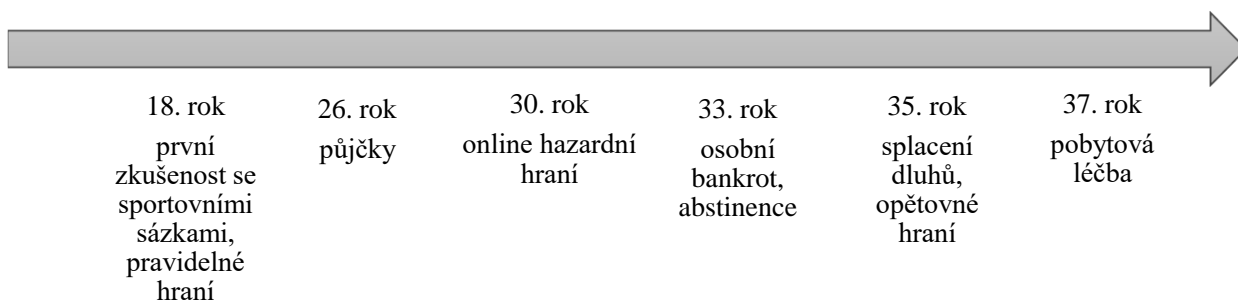 18. rok
první
zkušenost se
sportovními
sázkami,
pravidelné
hraní
26. rok
půjčky
30. rok
online hazardní
hraní
33. rok
osobní
bankrot,
abstinence
35. rok
splacení
dluhů,
opětovné
hraní
37. rok
pobytová
léčba